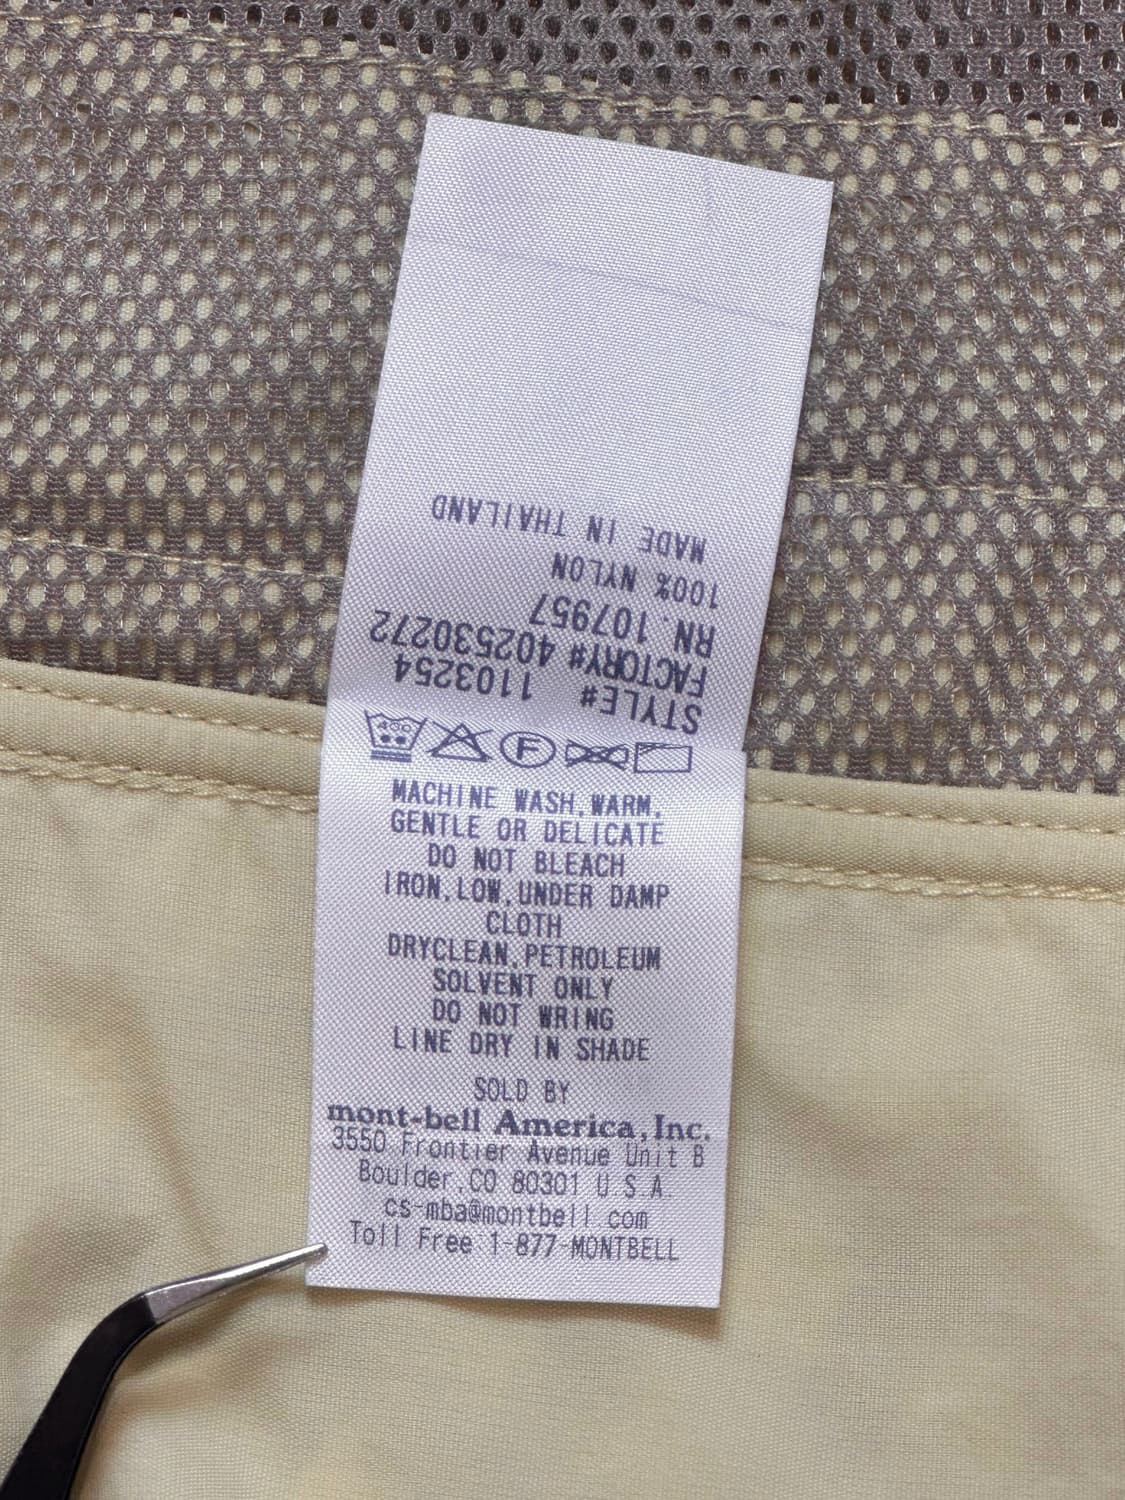 STYLE# 1103254
FACTORY# 402530272
RN. 107957
100% NYLON
MADE IN THAILAND
F
MACHINE WASH,WARM,
GENTLE OR DELICATE
DO NOT BLEACH
IRON,LOW,UNDER DAMP
CLOTH
DRYCLEAN,PETROLEUM
SOLVENT ONLY
DO NOT WRING
LINE DRY IN SHADE
SOLD BY
mont-bell America, Inc.
3550 Frontier Avenue Unit B
Boulder,CO 80301 U.S.A.
cs-mba@montbell.com
Toll Free 1-877-MONTBELL